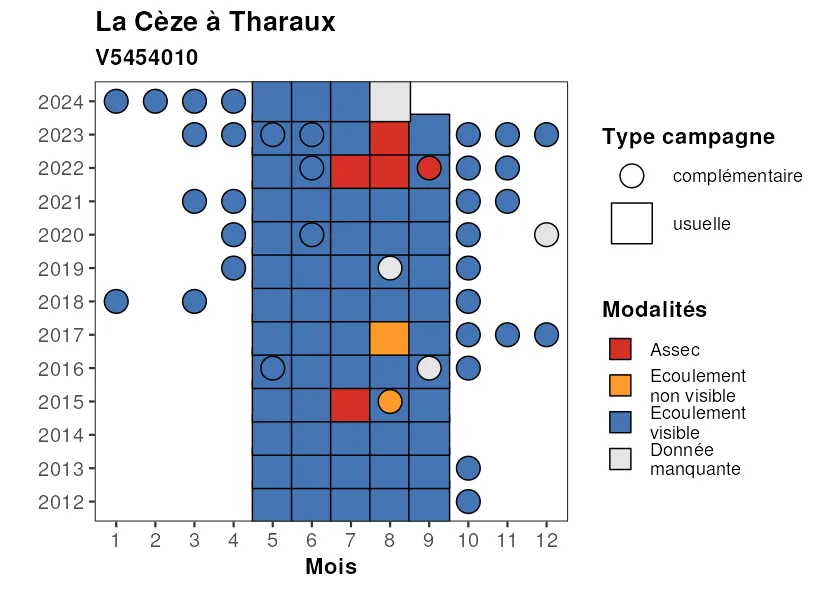 La Cèze à Tharaux
V5454010
2024
2023
2022
2021
2020
2019
2018
2017
2016
2015
2014
2013
2012
1 2 3 4 5 6 7 8 9 10 11 12
Mois
Type campagne
complémentaire
usuelle
Modalités
Assec
Ecoulement
non visible
Ecoulement
visible
Donnée
manquante